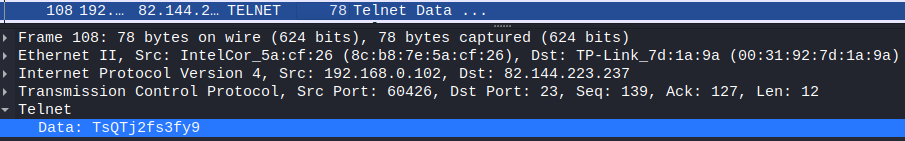 108 192.… 82.144.2… TELNET 78 Telnet Data ...
Frame 108: 78 bytes on wire (624 bits), 78 bytes captured (624 bits)
Ethernet II, Src: IntelCor_5a:cf:26 (8c:b8:7e:5a:cf:26), Dst: TP-Link_7d:1a:9a (00:31:92:7d:1a:9a)
Internet Protocol Version 4, Src: 192.168.0.102, Dst: 82.144.223.237
Transmission Control Protocol, Src Port: 60426, Dst Port: 23, Seq: 139, Ack: 127, Len: 12
Telnet
Data: TsQTj2fs3fy9